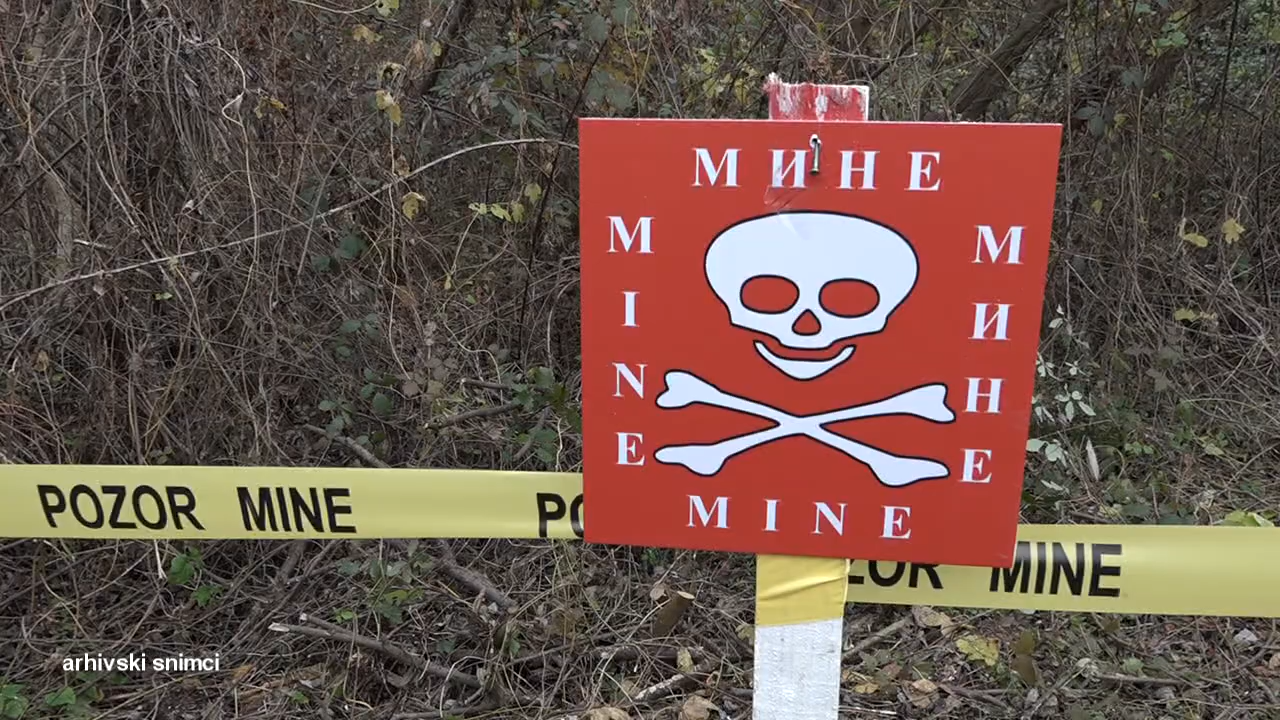 МИНЕ
MINE
МИНЕ
MINE
POZOR MINE
PO
ZOR MINE
arhivski snimci